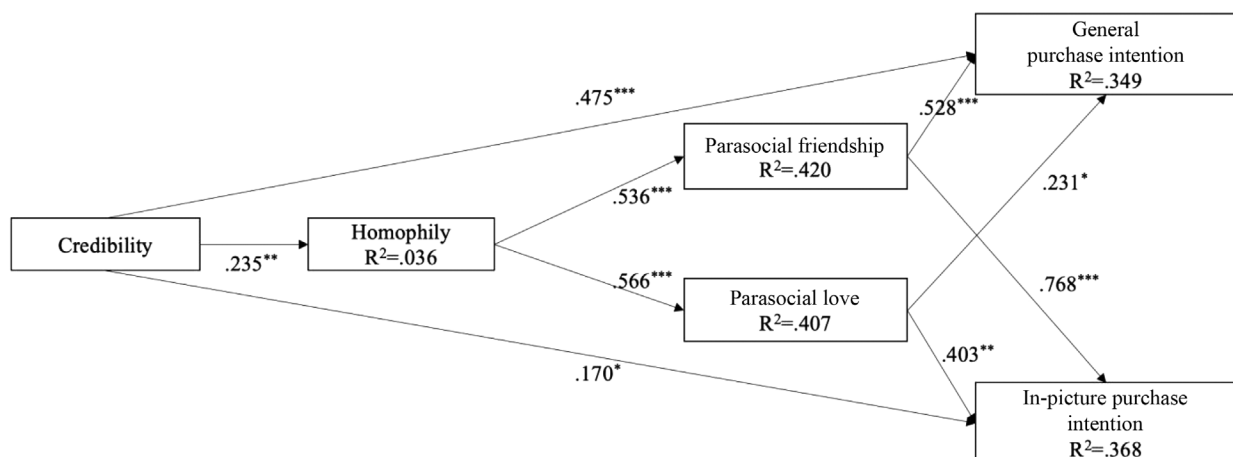 General
purchase intention
R²=.349
.475***
.528***
Parasocial friendship
R²=.420
.231*
.536***
Credibility
.235**
Homophily
R²=.036
.566***
Parasocial love
R²=.407
.768***
.403**
.170*
In-picture purchase
intention
R²=.368